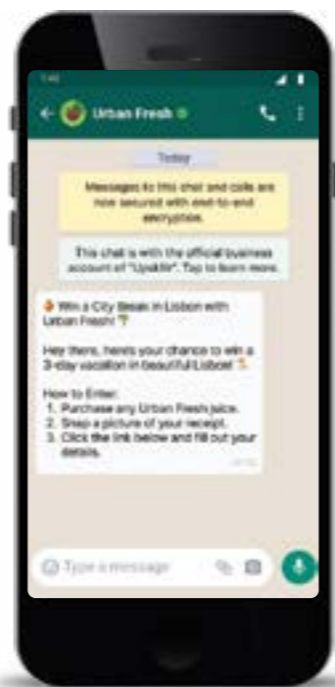 Urban Fresh
Today
Messages to this chat and calls are
now secured with end-to-end
encryption.
This chat is with the official business
account of "". Tap to learn more.
Win a City Break in Lisbon with
Urban Fresh!
Hey there, here's your chance to win a
3-day vacation in beautiful Lisbon!
How to Enter:
1. Purchase any Urban Fresh juice.
2. Snap a picture of your receipt.
3. Click the link below and fill out your
details.
Type a message